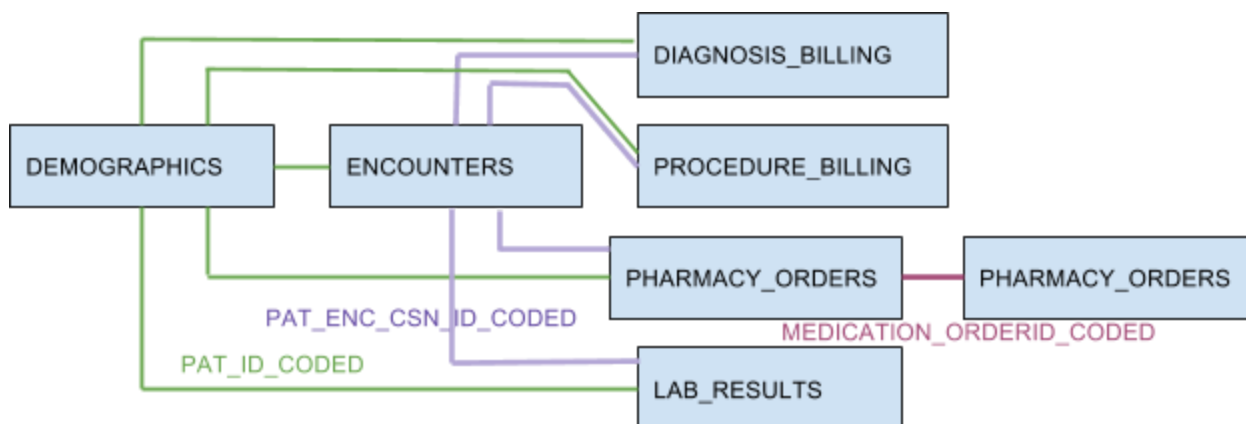 DIAGNOSIS_BILLING
DEMOGRAPHICS
ENCOUNTERS
PROCEDURE_BILLING
PHARMACY_ORDERS
PHARMACY_ORDERS
PAT_ENC_CSN_ID_CODED
MEDICATION_ORDERID_CODED
PAT_ID_CODED
LAB_RESULTS